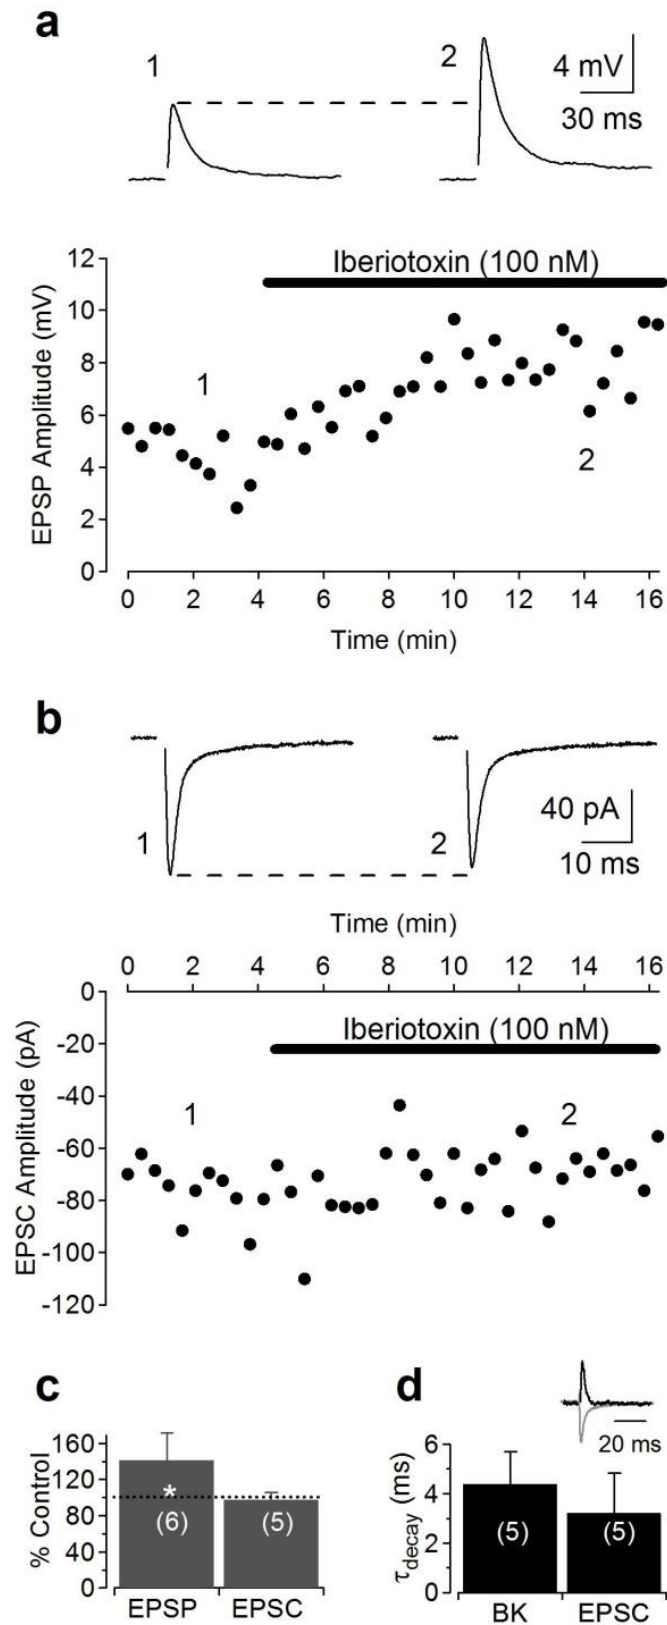 a
1
2
4 mV
30 ms
Iberiotoxin (100 nM)
12
10
8
6
4
2
0
EPSP Amplitude (mV)
1
2
0 2 4 6 8 10 12 14 16
Time (min)
b
1
2
40 pA
10 ms
Time (min)
0 2 4 6 8 10 12 14 16
0
-20
-40
-60
-80
-100
-120
EPSC Amplitude (pA)
Iberiotoxin (100 nM)
1
2
c
160
120
80
40
0
% Control
*
(6)
(5)
EPSP EPSC
d
20 ms
6
4
2
0
τdecay (ms)
(5)
(5)
BK EPSC